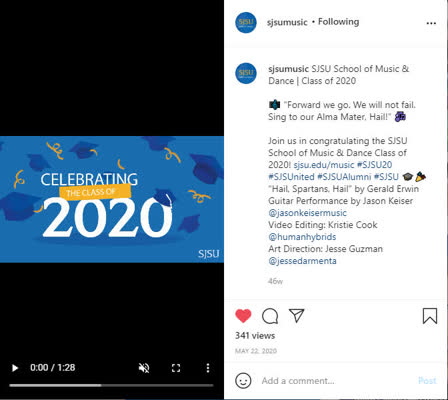 sjsumusic • Following
sjsumusic SJSU School of Music &
Dance | Class of 2020
"Forward we go, We will not fail.
Sing to our Alma Mater, Hail!"
Join us in congratulating the SJSU
School of Music & Dance Class of
2020! sjsu.edu/music #SJSU20
#SJSUnited #SJSUAlumni #SJSU
"Hail, Spartans, Hail" by Gerald Erwin
Guitar Performance by Jason Keiser
@jasonkeisermusic
Video Editing: Kristie Cook
@humanhybrids
Art Direction: Jesse Guzman
@jessedarmenta
46w
CELEBRATING
THE CLASS OF
2020
SJSU
0:00 / 1:28
341 views
MAY 22, 2020
Add a comment... Post